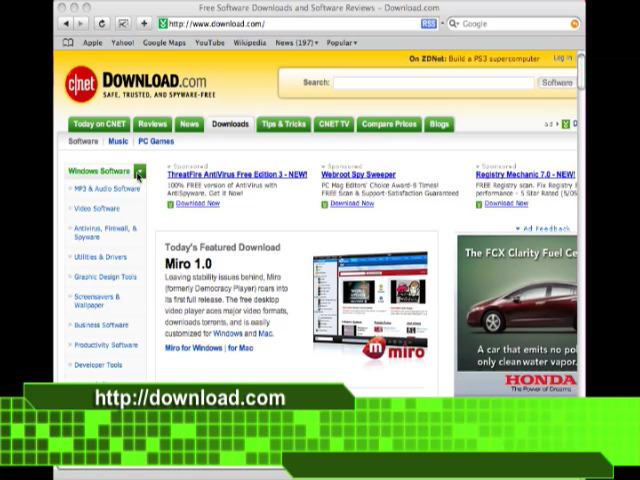 Free Software Downloads and Software Reviews – Download.com
http://www.download.com/
RSS
Google
Apple Yahoo! Google Maps YouTube Wikipedia News (197) Popular
On ZDNet: Build a PS3 supercomputer
Log in
c|net DOWNLOAD.com
SAFE, TRUSTED, AND SPYWARE-FREE
Search:
Software
Today on CNET Reviews News Downloads Tips & Tricks CNET TV Compare Prices Blogs
ad
Software Music PC Games
Windows Software
MP3 & Audio Software
Video Software
Antivirus, Firewall, &
Spyware
Utilities & Drivers
Graphic Design Tools
Screensavers &
Wallpaper
Business Software
Productivity Software
Developer Tools
Sponsored
ThreatFire AntiVirus Free Edition 3 - NEW!
100% FREE version of AntiVirus with
AntiSpyware. Get it Now!
Download Now
Sponsored
Webroot Spy Sweeper
PC Mag Editors' Choice Award-6 Times!
FREE Scan & Support-Satisfaction Guaranteed
Download Now
Sponsored
Registry Mechanic 7.0 - NEW!
FREE Registry scan. Fix Registry
performance - 5 Star Rated (5/05
Download Now
Ad Feedback
Today's Featured Download
Miro 1.0
Leaving stability issues behind, Miro
(formerly Democracy Player) roars into
its first full release. The free desktop
video player aces major video formats,
downloads torrents, and is easily
customized for Windows and Mac.
Miro for Windows | for Mac
miro
The FCX Clarity Fuel Ce
A car that emits no po
only clean water vapor.
HONDA
The Power of Dreams
http://download.com